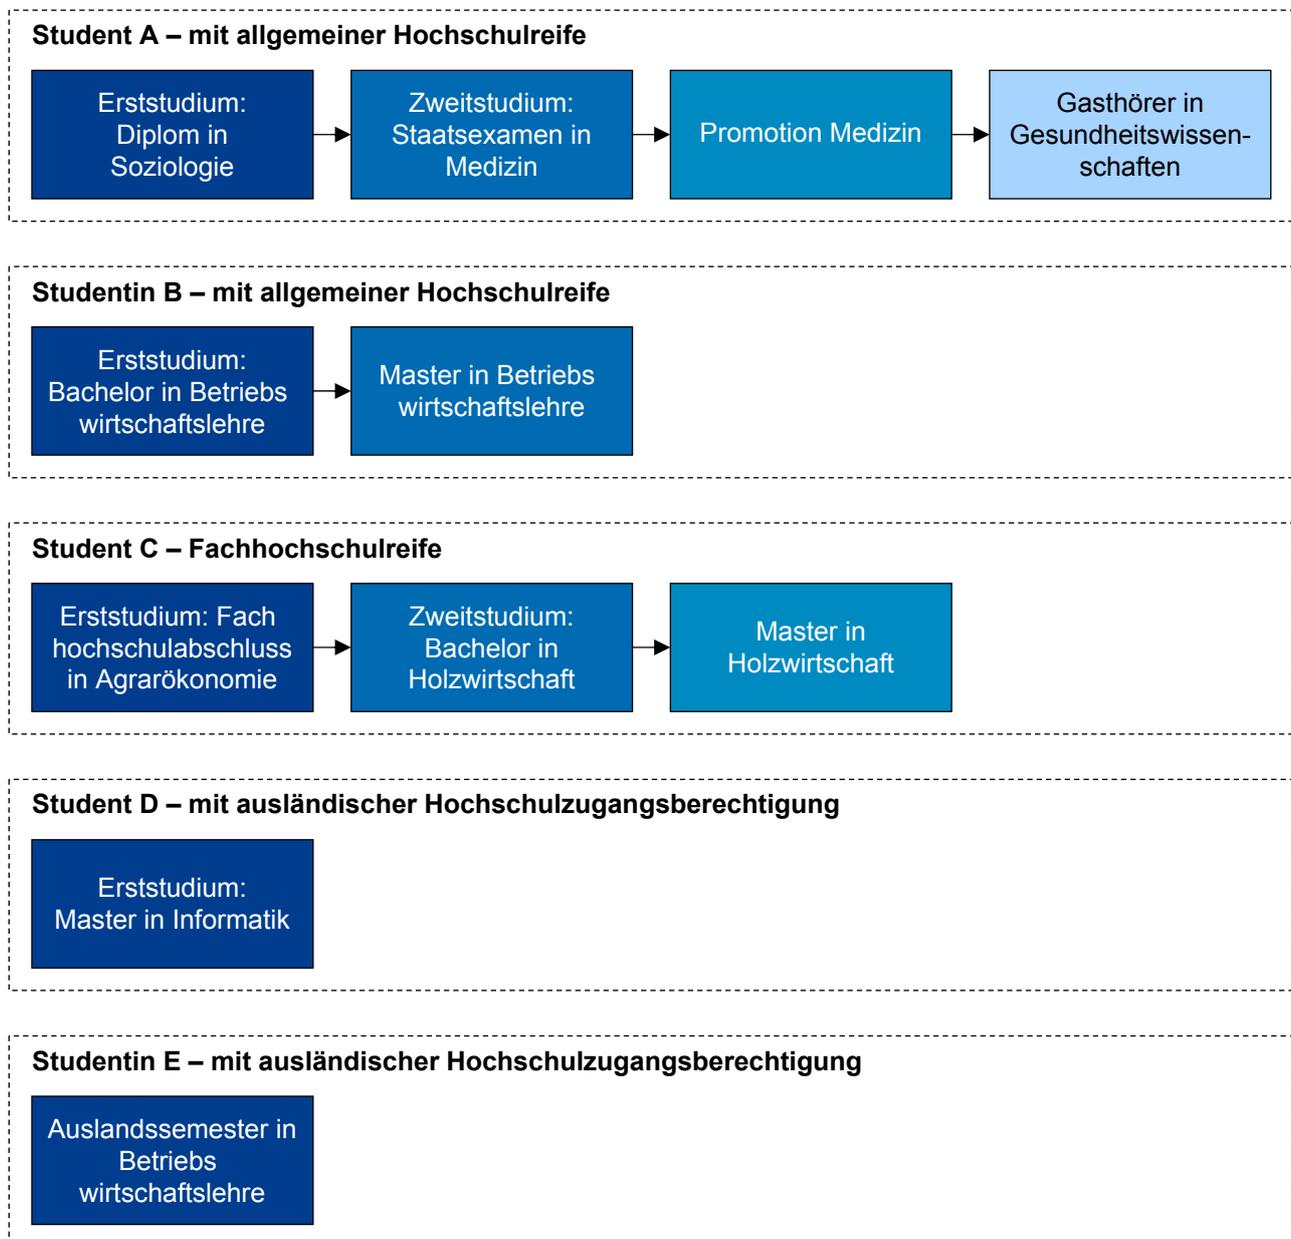 Student A – mit allgemeiner Hochschulreife
Erststudium:
Diplom in
Soziologie
Zweitstudium:
Staatsexamen in
Medizin
Promotion Medizin
Gasthörer in
Gesundheitswissen-
schaften
Studentin B – mit allgemeiner Hochschulreife
Erststudium:
Bachelor in Betriebs
wirtschaftslehre
Master in Betriebs
wirtschaftslehre
Student C – Fachhochschulreife
Erststudium: Fach
hochschulabschluss
in Agrarökonomie
Zweitstudium:
Bachelor in
Holzwirtschaft
Master in
Holzwirtschaft
Student D – mit ausländischer Hochschulzugangsberechtigung
Erststudium:
Master in Informatik
Studentin E – mit ausländischer Hochschulzugangsberechtigung
Auslandssemester in
Betriebs
wirtschaftslehre